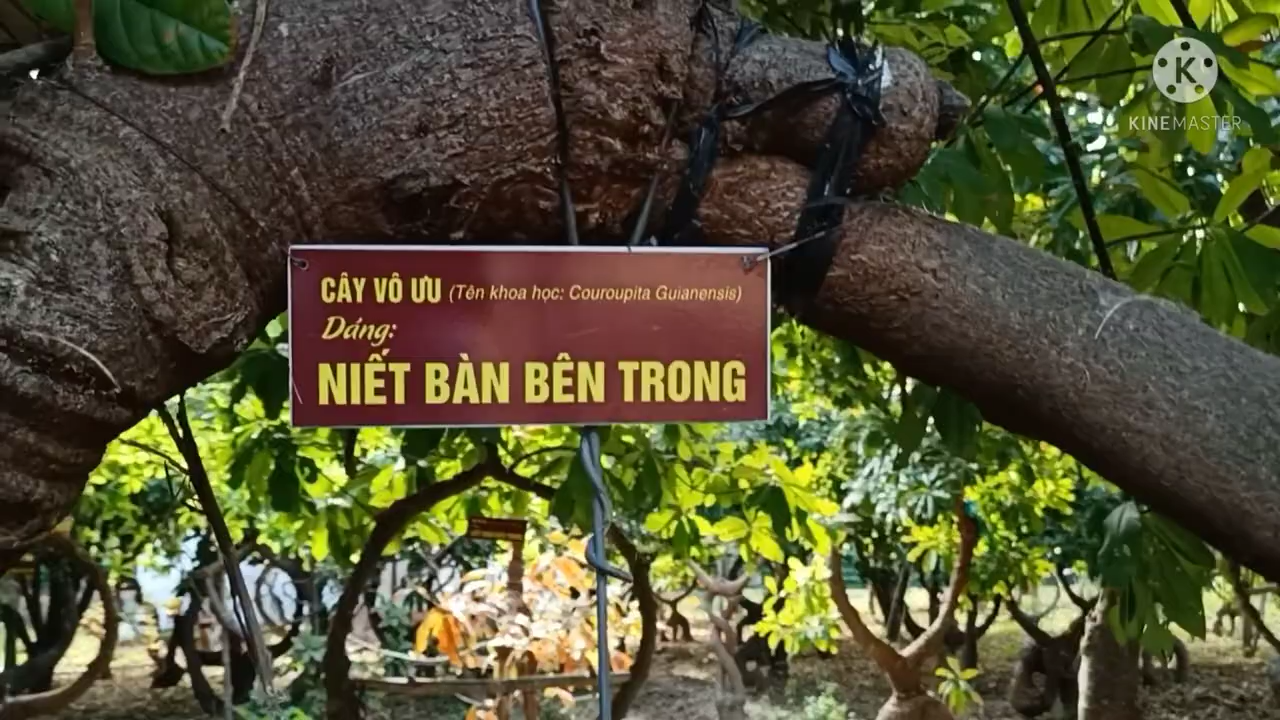 K
KINEMASTER
CÂY VÔ ƯU (Tên khoa học: Couroupita Guianensis)
Dáng:
NIẾT BÀN BÊN TRONG